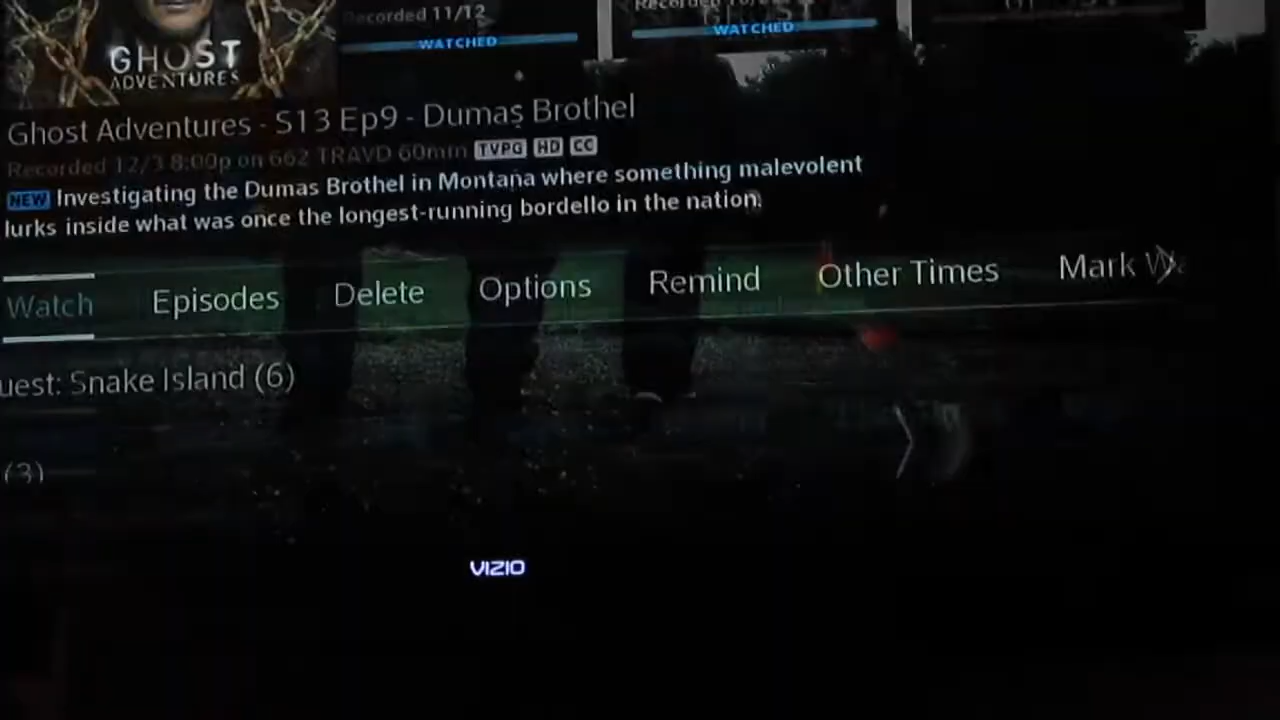 Recorded 11/12
Recorded
WATCHED
WATCHED
GHOST
ADVENTURES
Ghost Adventures - S13 Ep9 - Dumas Brothel
Recorded 12/3 8:00p on 662 TRAVD 60min TVPG HD CC
NEW Investigating the Dumas Brothel in Montana where something malevolent
lurks inside what was once the longest-running bordello in the nation.
Watch Episodes Delete Options Remind Other Times Mark
uest: Snake Island (6)
(3)
VIZIO